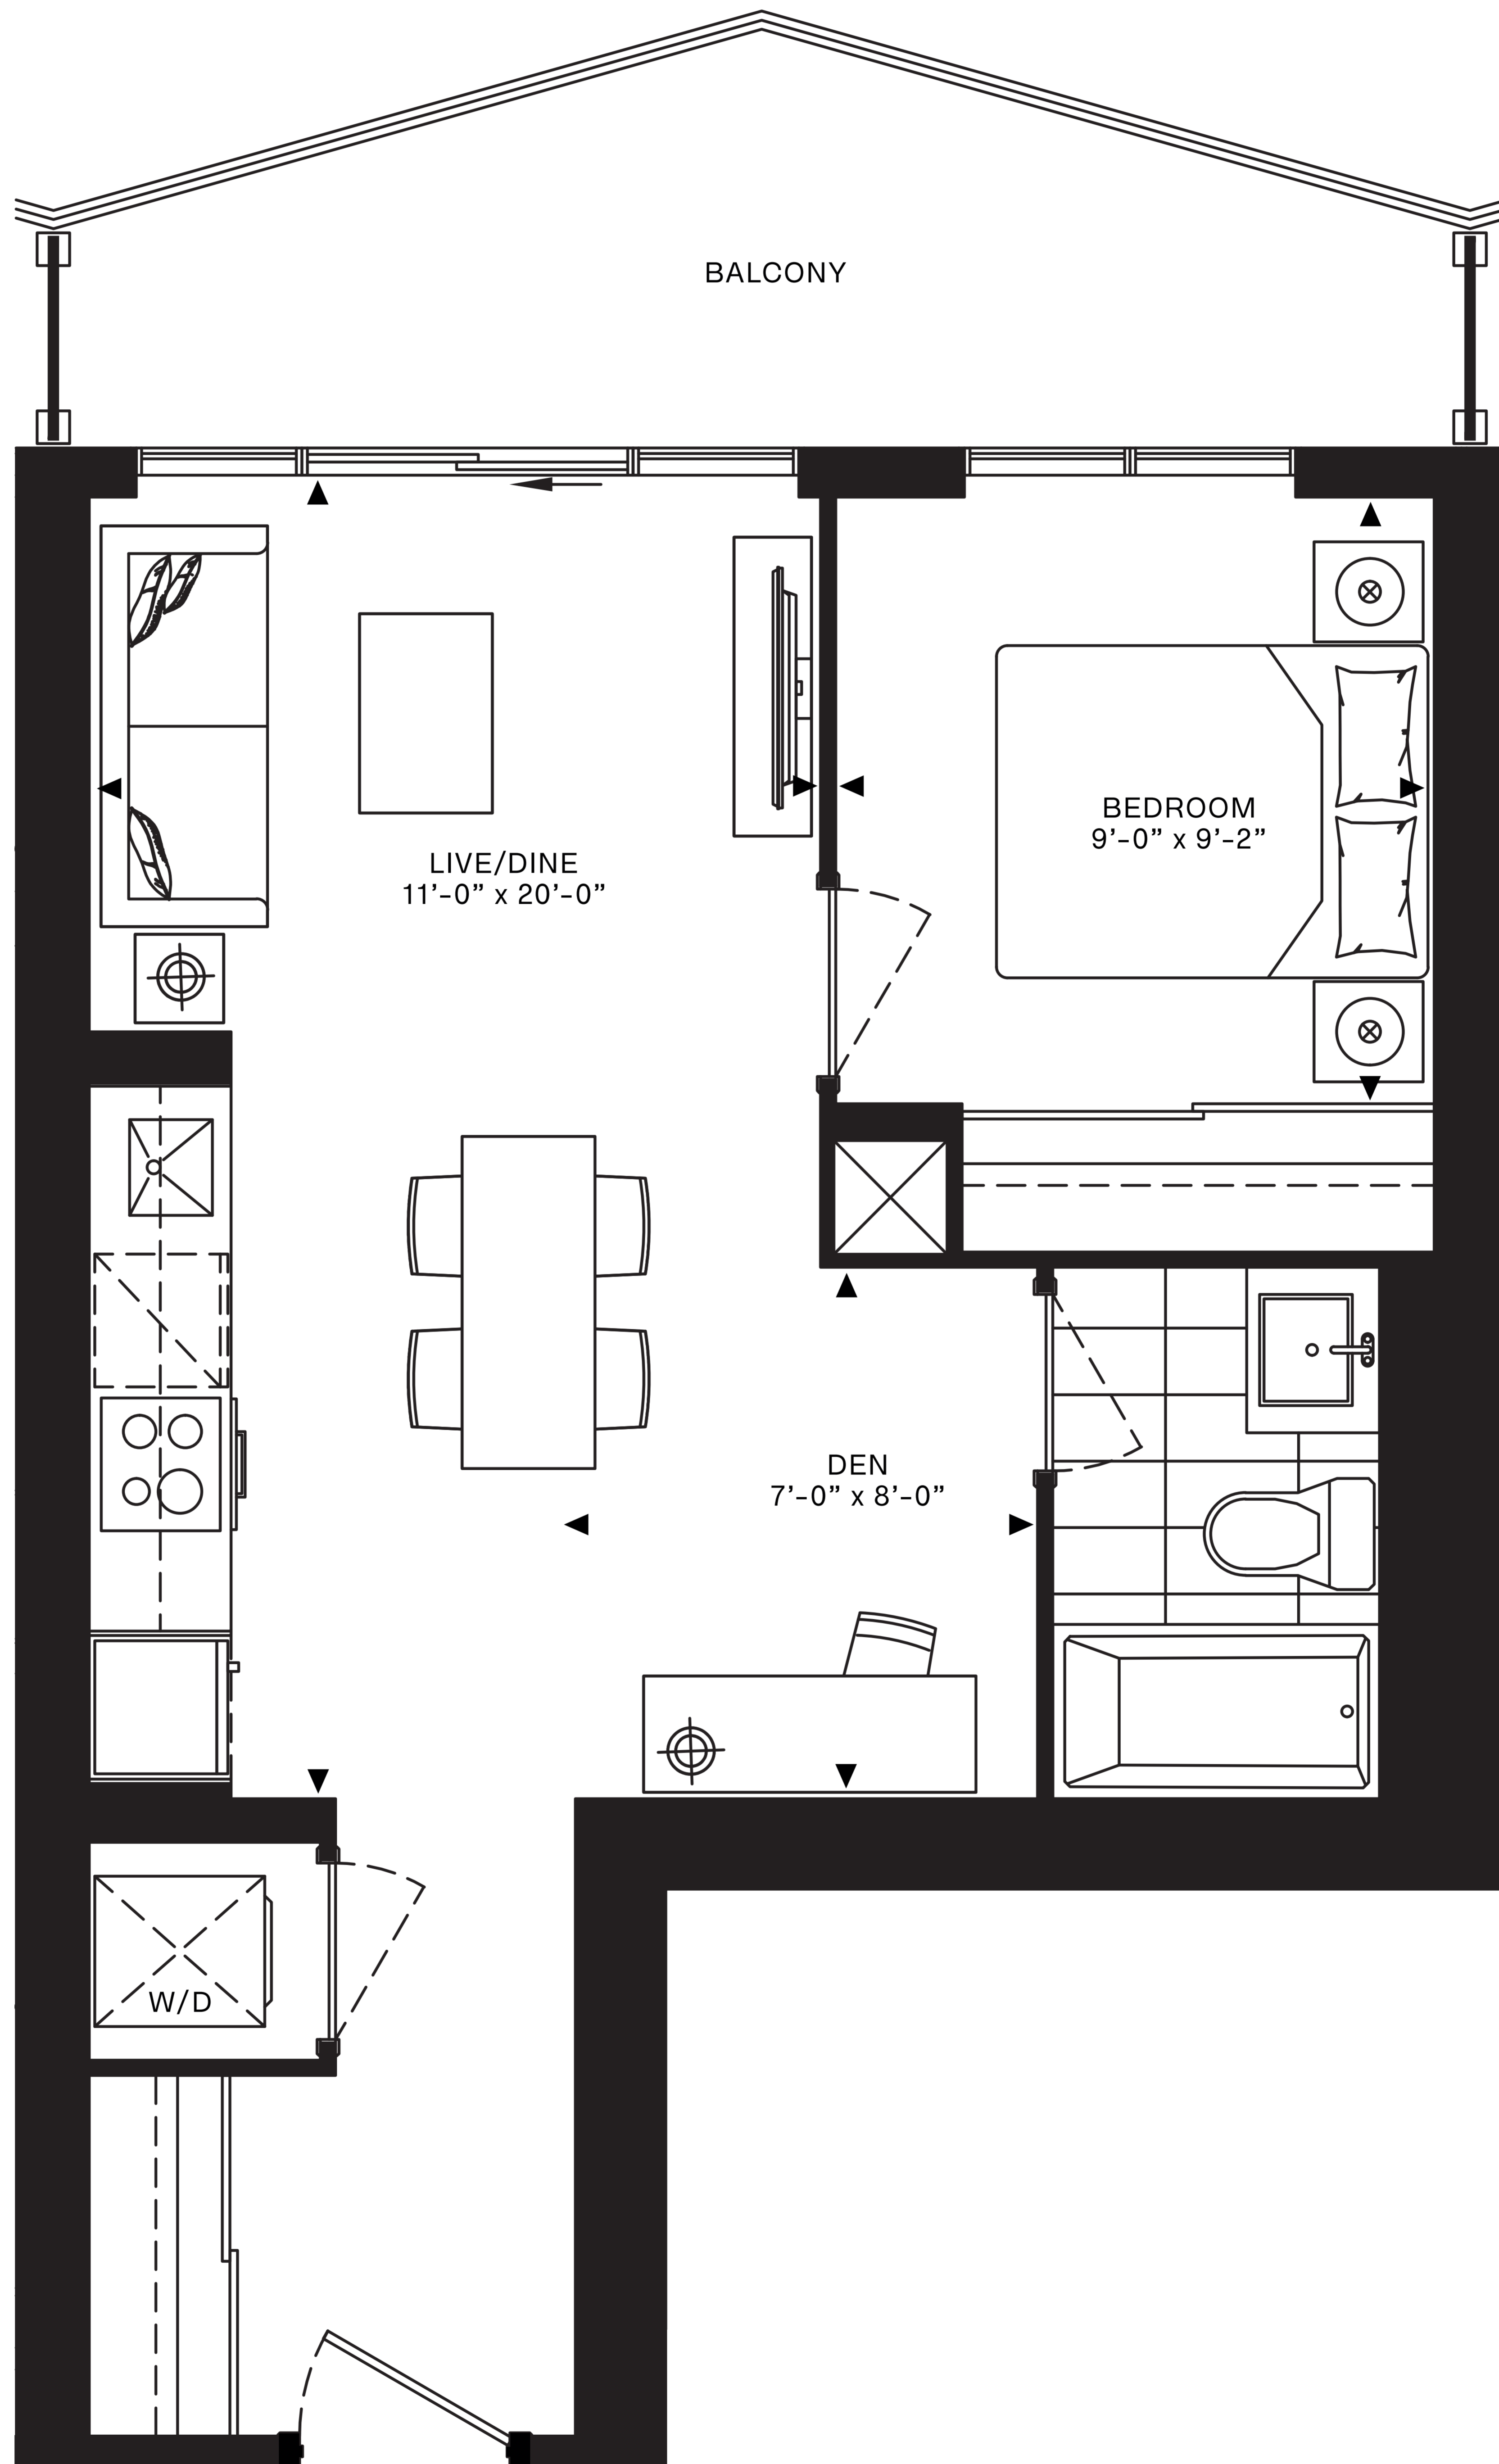 BALCONY
BEDROOM
9’-0” x 9’-2”
LIVE/DINE
11’-0” x 20’-0”
DEN
7’-0” x 8’-0”
W/D